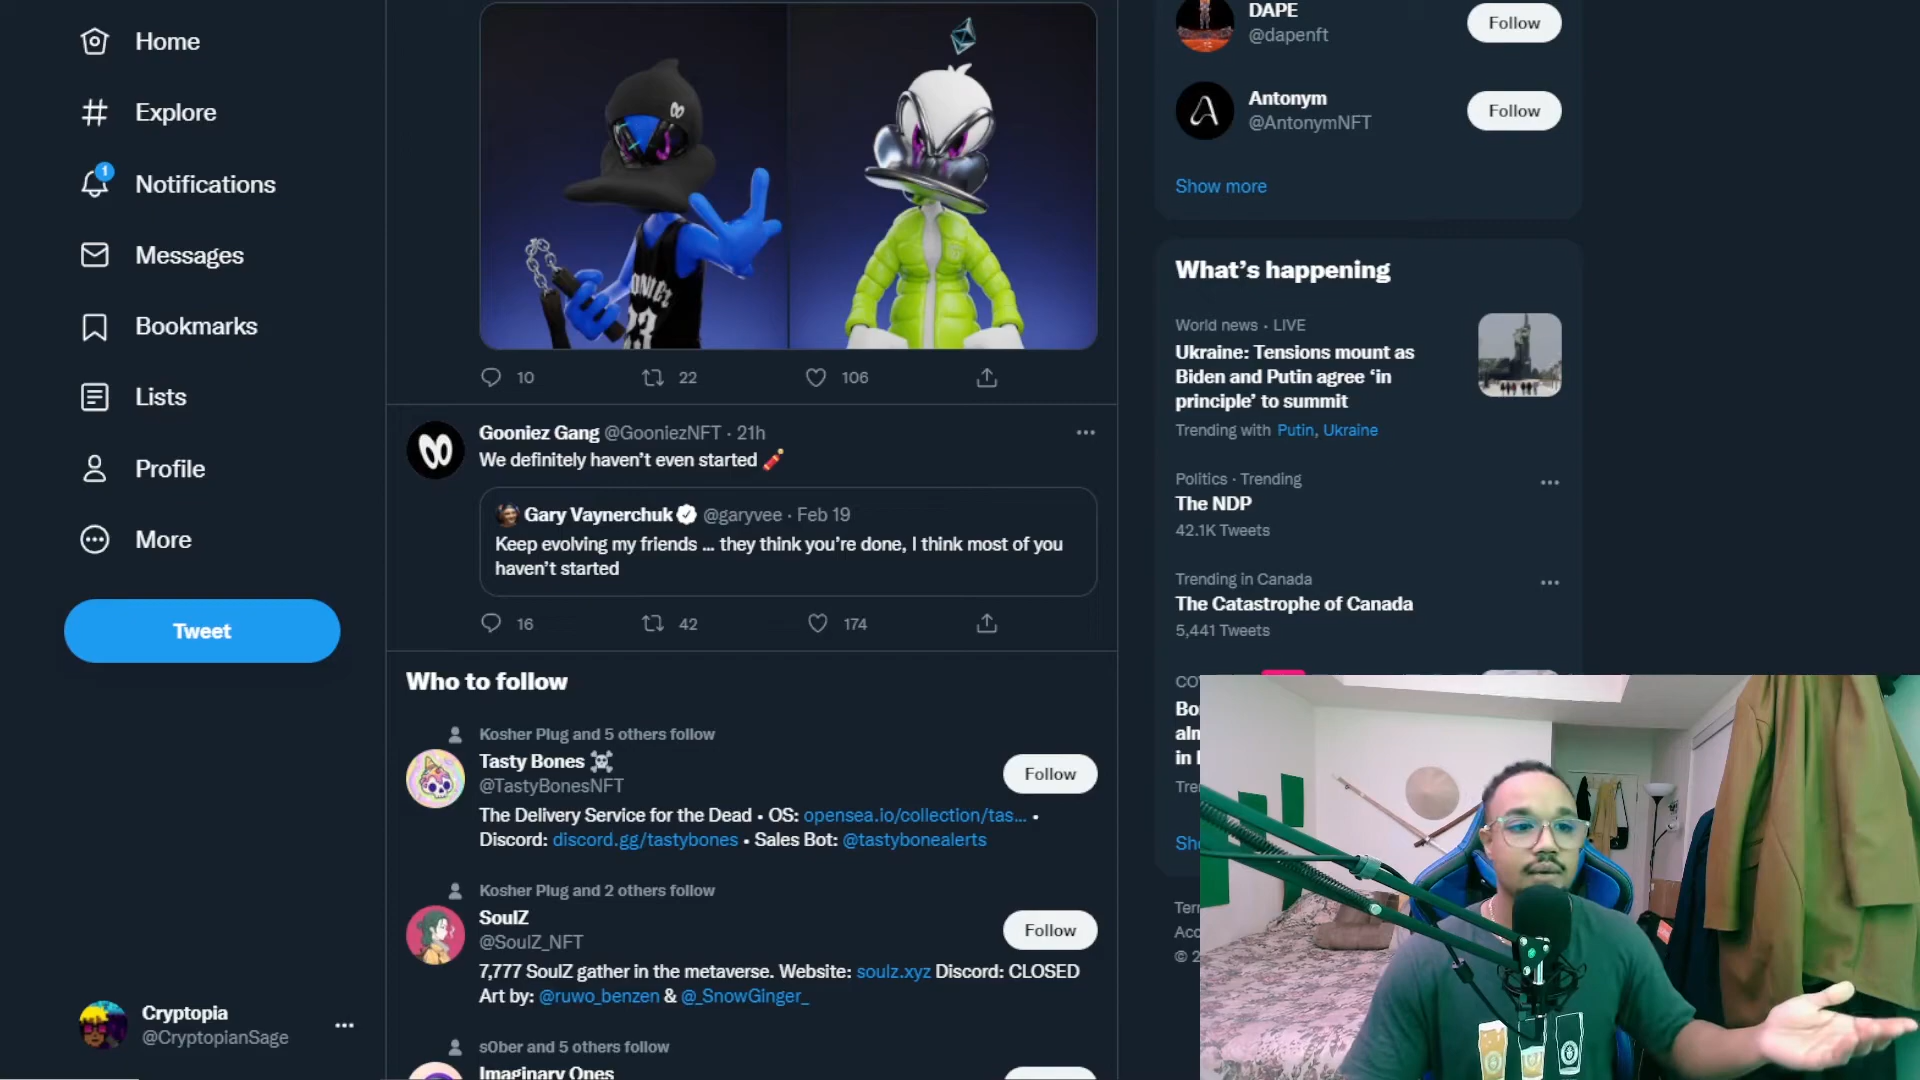 Home
Explore
1
Notifications
Messages
Bookmarks
Lists
Profile
More
Tweet
Cryptopia
@CryptopianSage
10 22 106
Gooniez Gang @GooniezNFT · 21h
We definitely haven't even started 🧨
Gary Vaynerchuk @garyvee · Feb 19
Keep evolving my friends ... they think you're done, I think most of you
haven't started
16 42 174
Who to follow
Kosher Plug and 5 others follow
Tasty Bones ☠
@TastyBonesNFT
Follow
The Delivery Service for the Dead • OS: opensea.io/collection/tas... •
Discord: discord.gg/tastybones • Sales Bot: @tastybonealerts
Kosher Plug and 2 others follow
SoulZ
@SoulZ_NFT
Follow
7,777 SoulZ gather in the metaverse. Website: soulz.xyz Discord: CLOSED
Art by: @ruwo_benzen & @_SnowGinger_
s0ber and 5 others follow
Imaginary Ones
DAPE
@dapenft
Follow
Antonym
@AntonymNFT
Follow
Show more
What's happening
World news · LIVE
Ukraine: Tensions mount as
Biden and Putin agree 'in
principle' to summit
Trending with Putin, Ukraine
Politics · Trending
The NDP
42.1K Tweets
Trending in Canada
The Catastrophe of Canada
5,441 Tweets